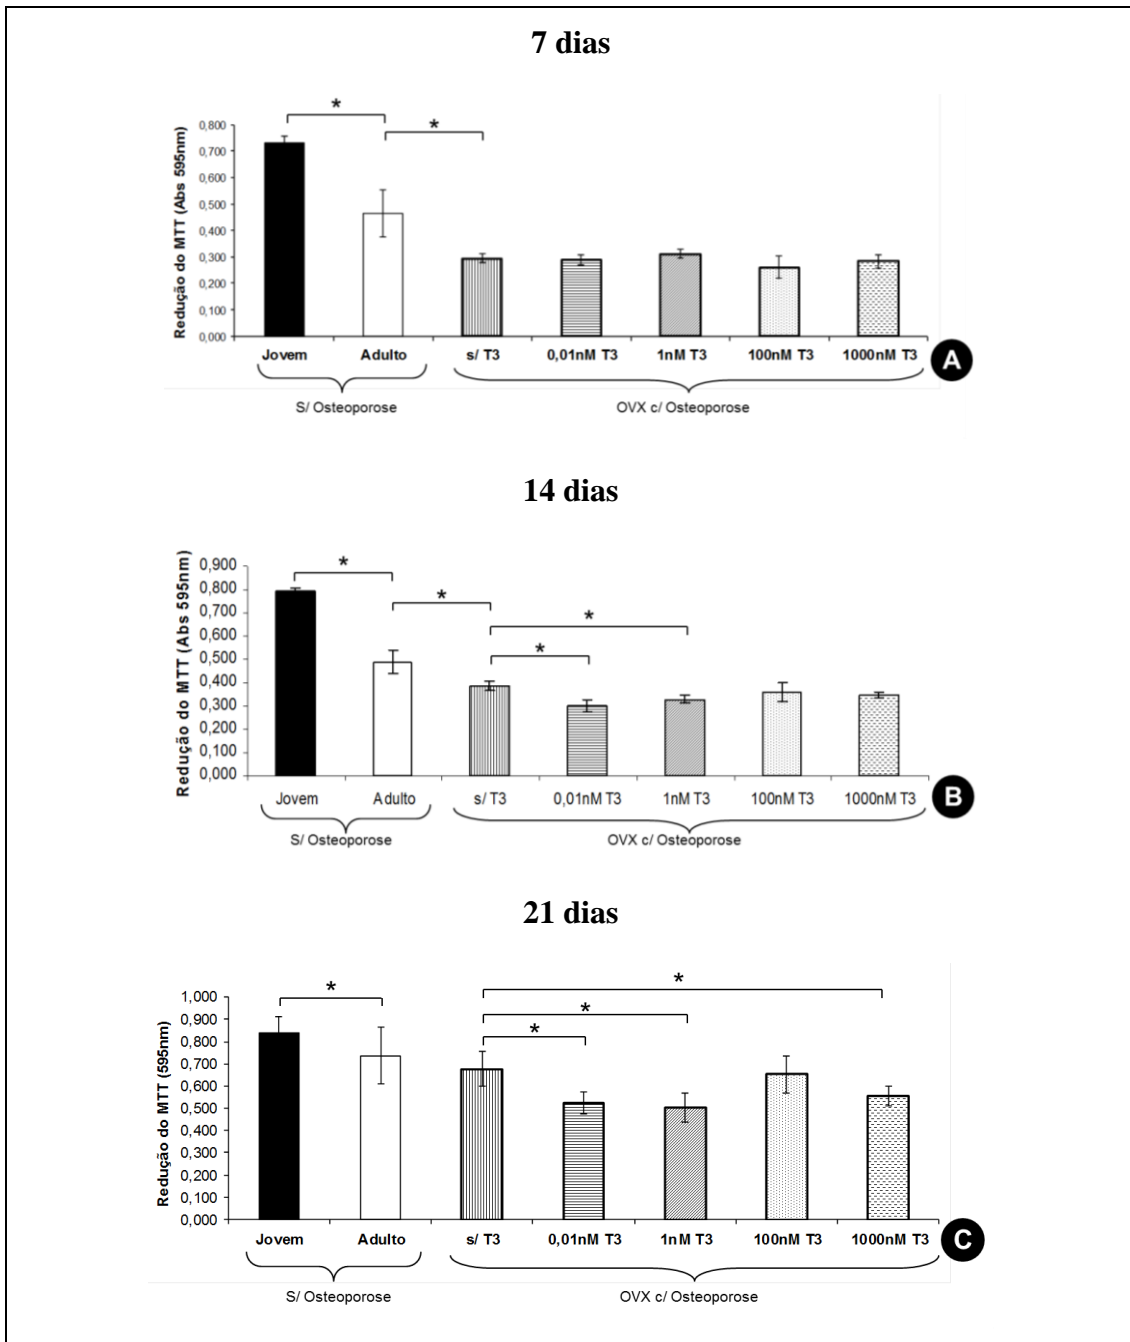 7 dias
*
*
Redução do MTT (Abs 595nm)
0,800
0,700
0,600
0,500
0,400
0,300
0,200
0,100
0,000
Jovem Adulto s/ T3 0,01nM T3 1nM T3 100nM T3 1000nM T3
A
S/ Osteoporose OVX c/ Osteoporose
14 dias
*
*
*
*
Redução do MTT (Abs 595nm)
0,900
0,800
0,700
0,600
0,500
0,400
0,300
0,200
0,100
0,000
Jovem Adulto s/ T3 0,01nM T3 1nM T3 100nM T3 1000nM T3
B
S/ Osteoporose OVX c/ Osteoporose
21 dias
*
*
*
*
Redução do MTT (595nm)
1,000
0,900
0,800
0,700
0,600
0,500
0,400
0,300
0,200
0,100
0,000
Jovem Adulto s/ T3 0,01nM T3 1nM T3 100nM T3 1000nM T3
C
S/ Osteoporose OVX c/ Osteoporose